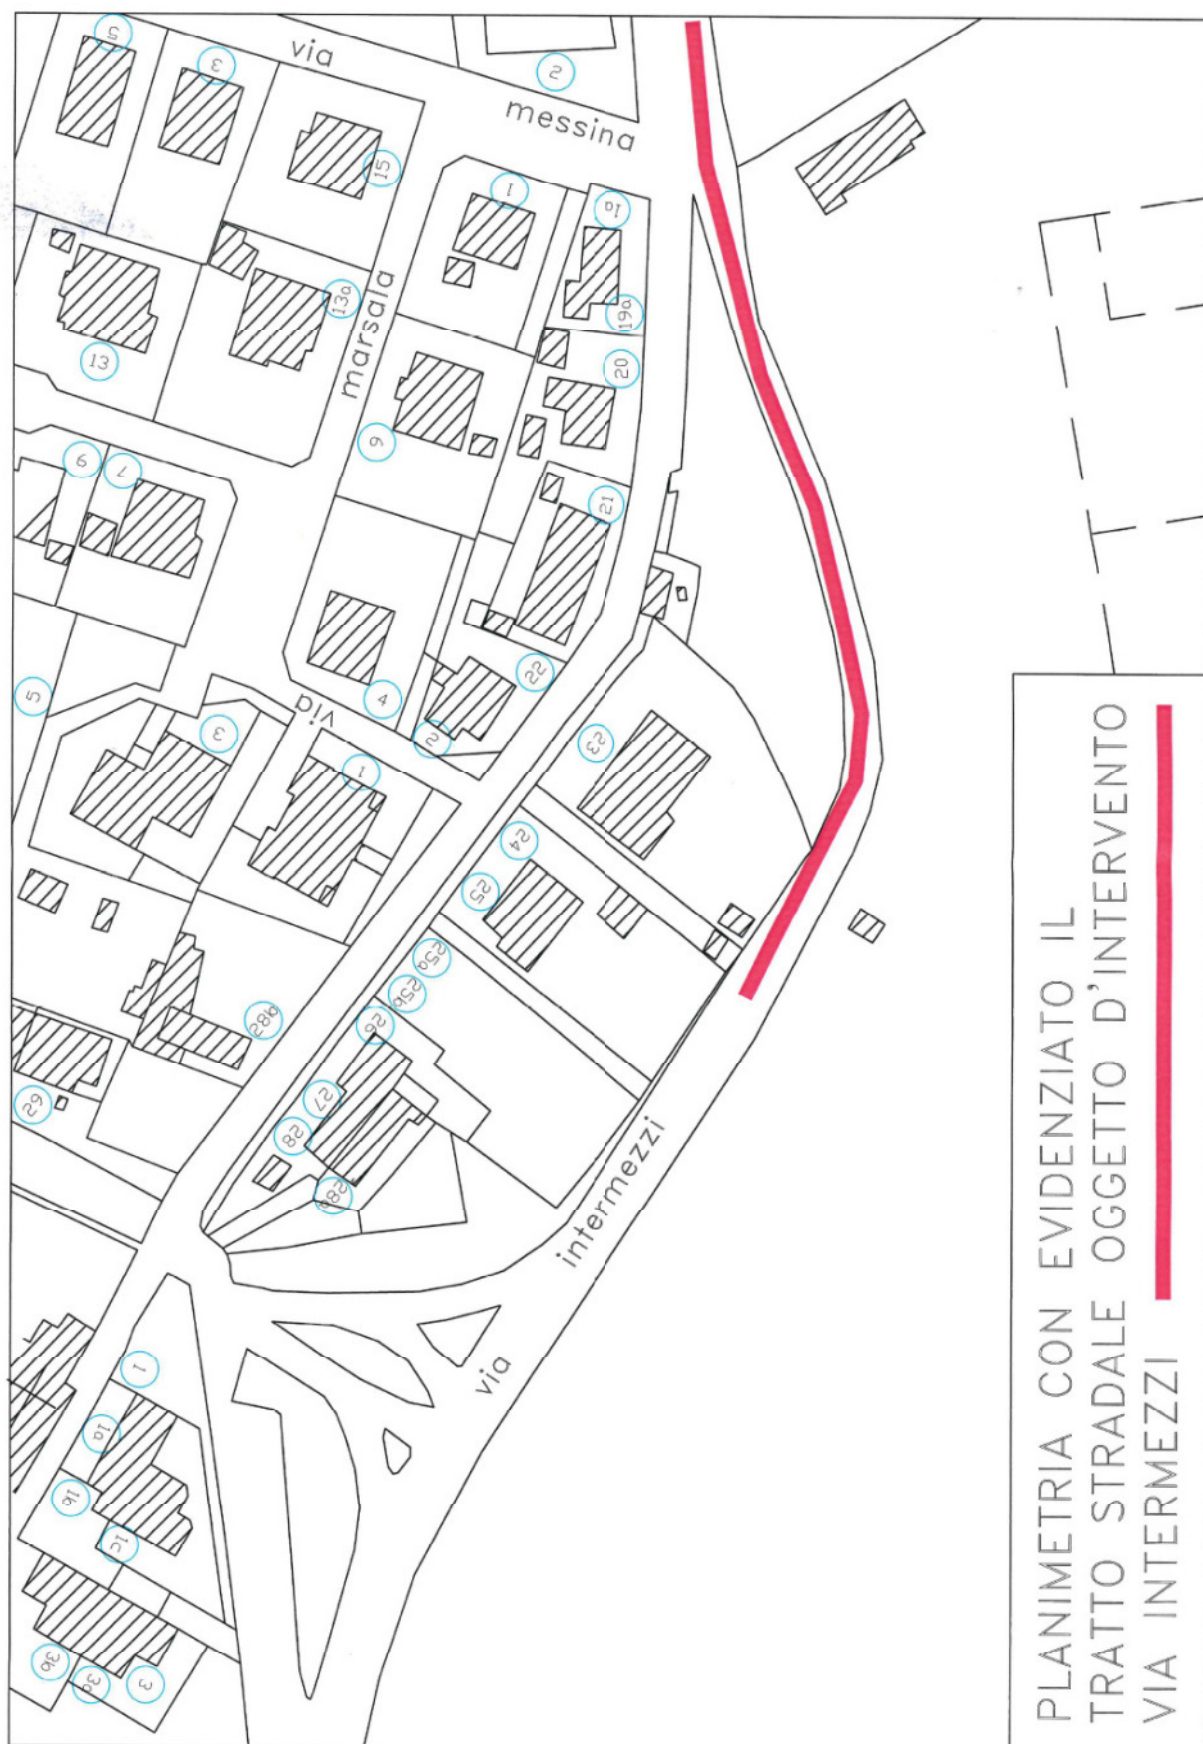 PLANIMETRIA CON EVIDENZIATO IL
TRATTO STRADALE OGGETTO D'INTERVENTO
VIA INTERMEZZI
via
messina
marsala
via
intermezzi
via
5
3
2
15
1
1a
13a
19a
13
20
6
9
7
21
5
3
4
22
2
23
1
24
25
25a
25b
26
28b
27
28
28a
29
1
1a
1b
1c
3b
3a
3